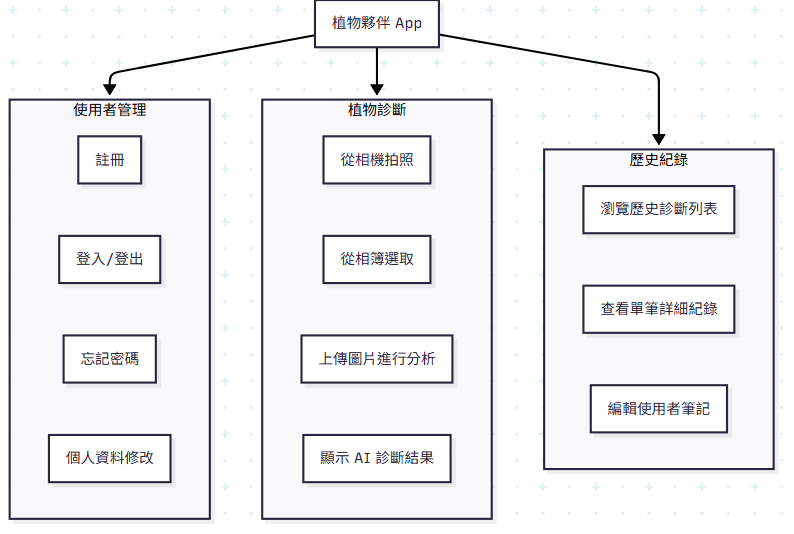 植物夥伴 App
使用者管理
註冊
登入/登出
忘記密碼
個人資料修改
植物診斷
從相機拍照
從相簿選取
上傳圖片進行分析
顯示 AI 診斷結果
歷史紀錄
瀏覽歷史診斷列表
查看單筆詳細紀錄
編輯使用者筆記